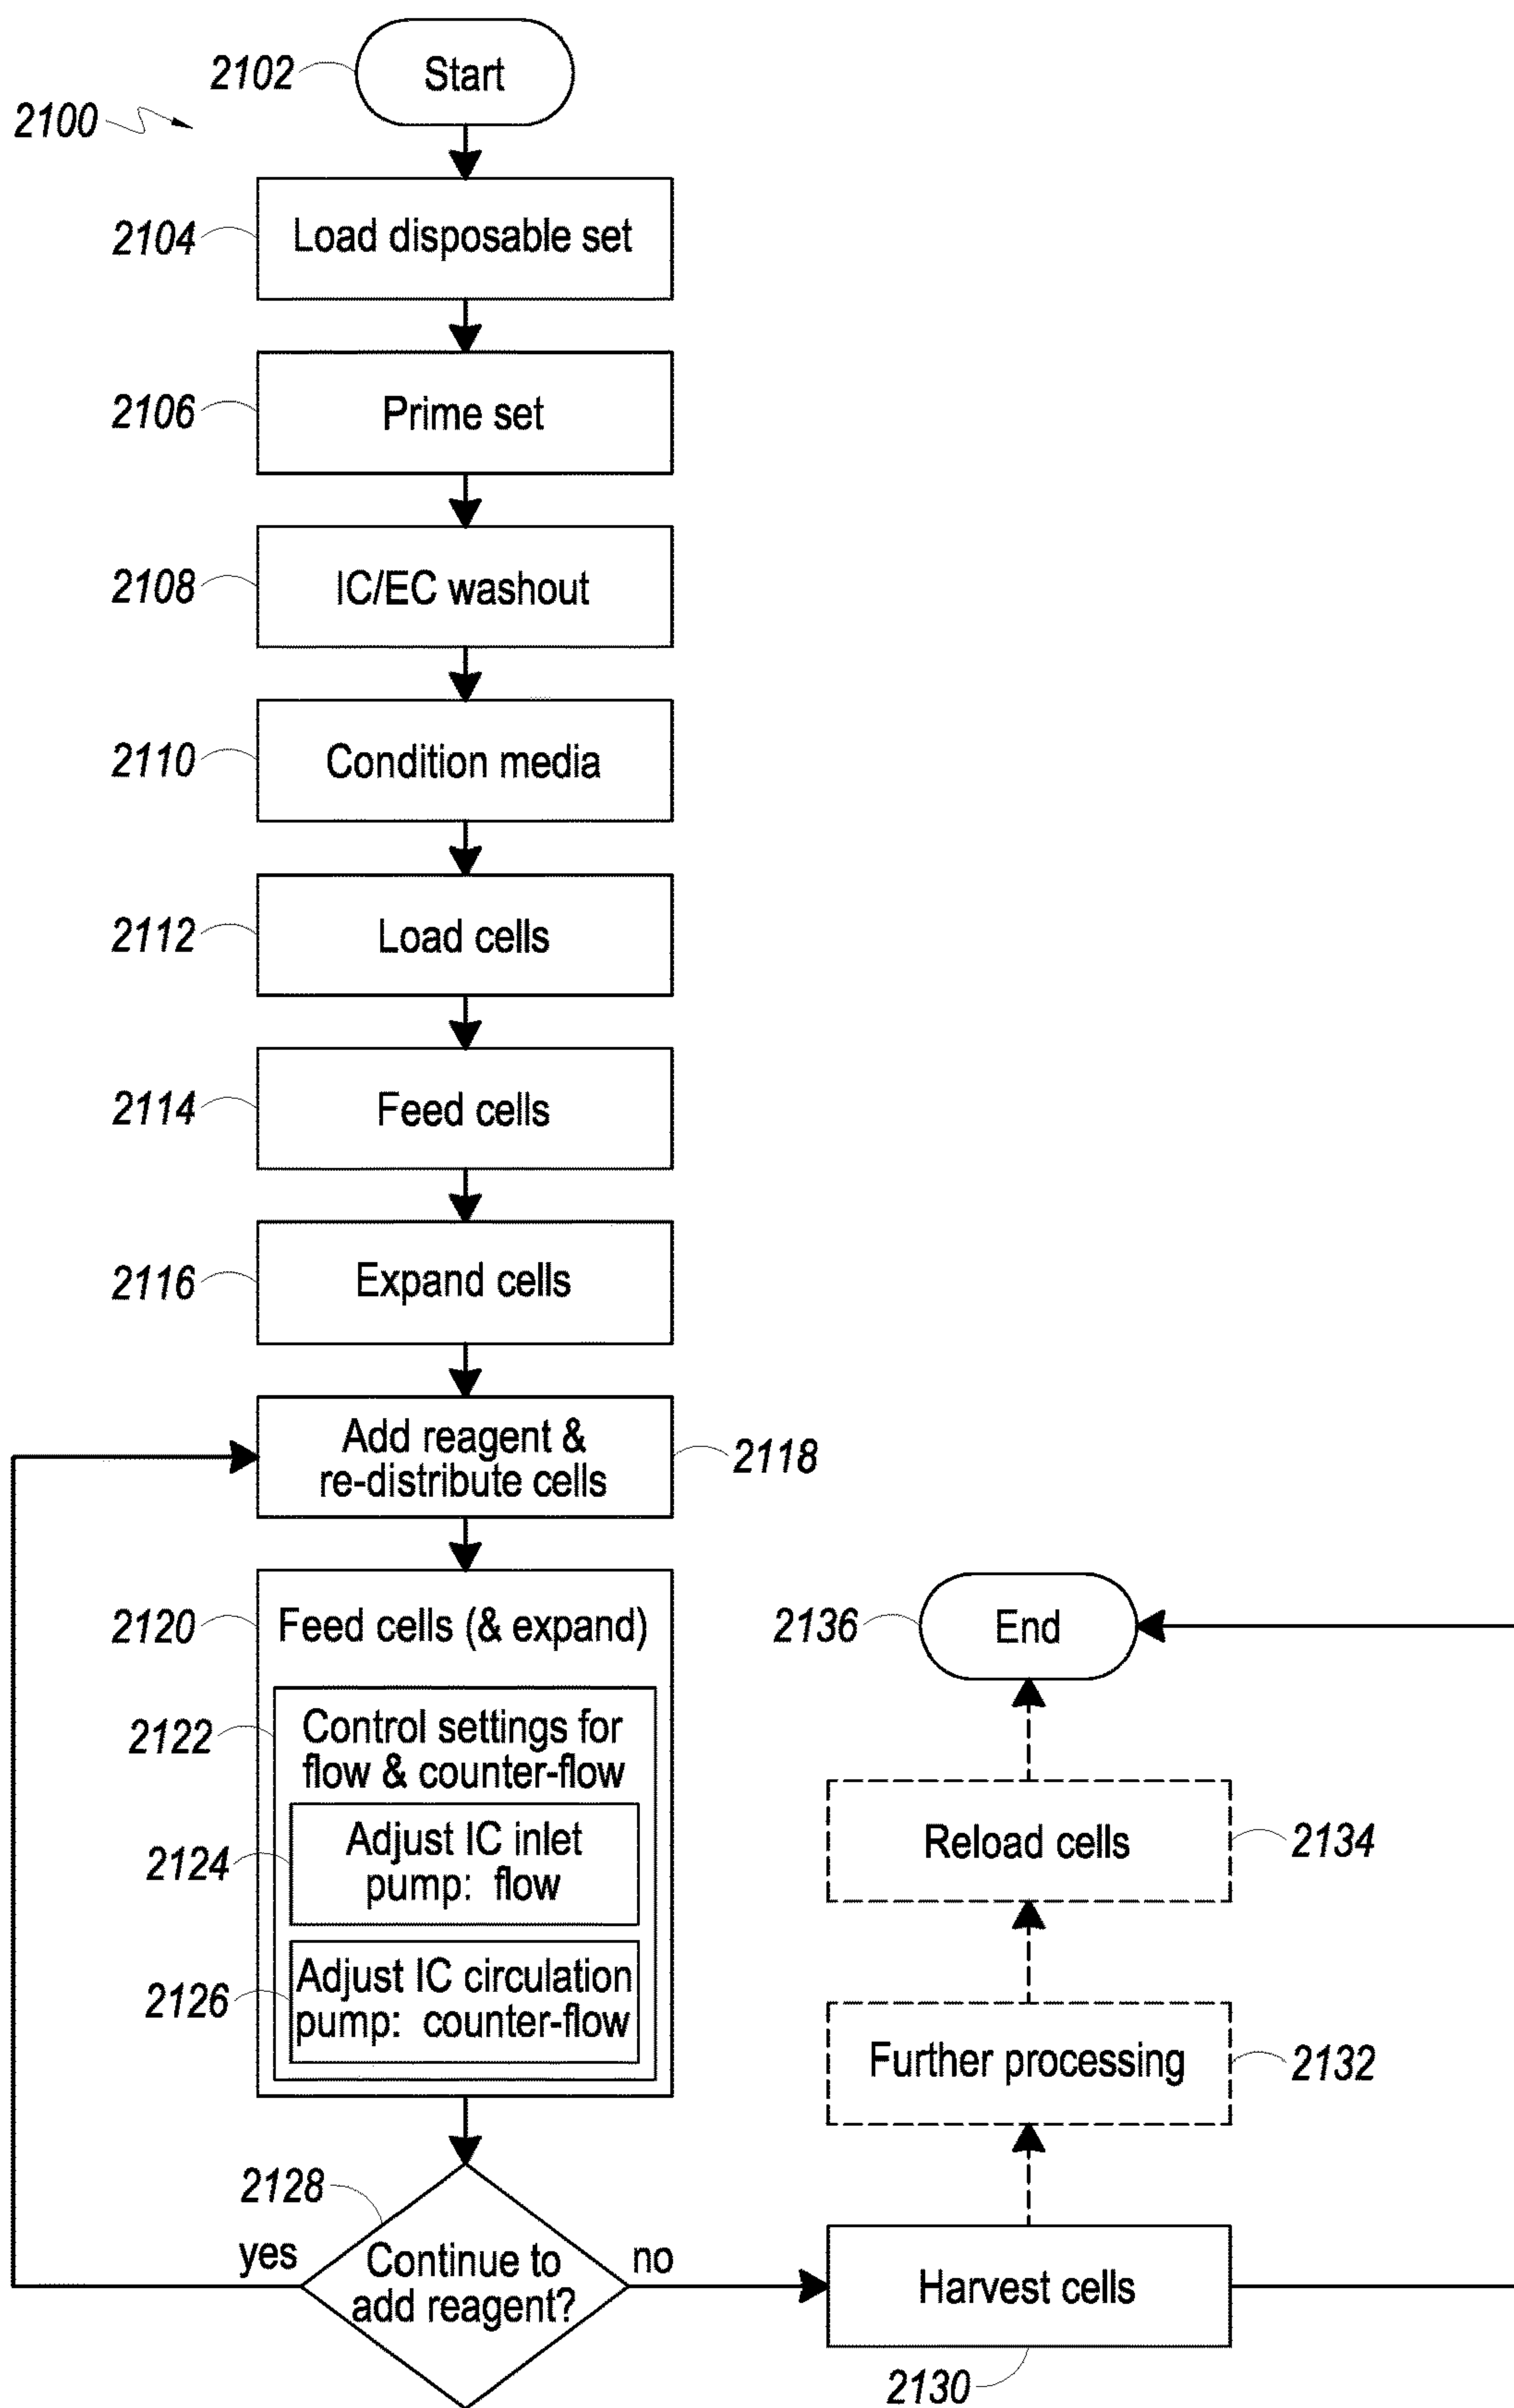 2102
Start
2100
2104
Load disposable set
2106
Prime set
2108
IC/EC washout
2110
Condition media
2112
Load cells
2114
Feed cells
2116
Expand cells
Add reagent &
re-distribute cells
2118
2120
Feed cells (& expand)
2122
Control settings for
flow & counter-flow
2124
Adjust IC inlet
pump: flow
2126
Adjust IC circulation
pump: counter-flow
2128
yes
Continue to
add reagent?
no
2136
End
Reload cells
2134
Further processing
2132
Harvest cells
2130